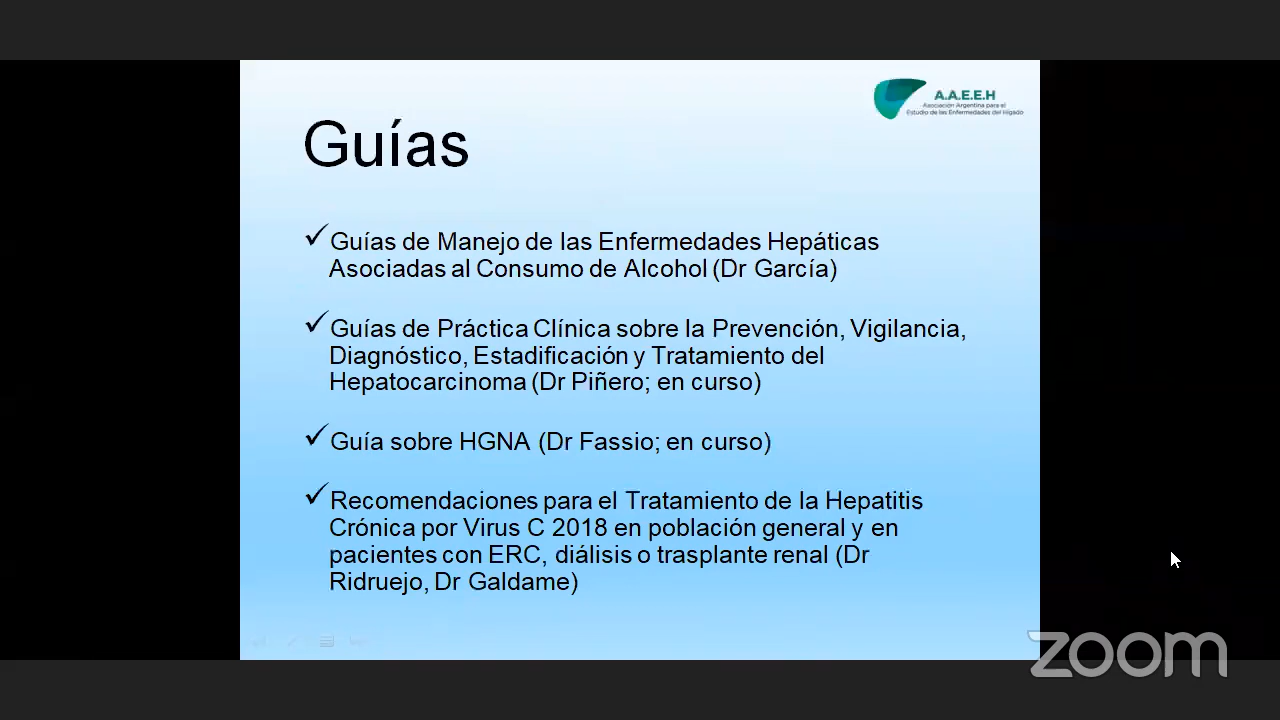 A.A.E.E.H
Asociación Argentina para el
Estudio de las Enfermedades del Hígado
Guías
✓Guías de Manejo de las Enfermedades Hepáticas
Asociadas al Consumo de Alcohol (Dr García)
✓Guías de Práctica Clínica sobre la Prevención, Vigilancia,
Diagnóstico, Estadificación y Tratamiento del
Hepatocarcinoma (Dr Piñero; en curso)
✓Guía sobre HGNA (Dr Fassio; en curso)
✓Recomendaciones para el Tratamiento de la Hepatitis
Crónica por Virus C 2018 en población general y en
pacientes con ERC, diálisis o trasplante renal (Dr
Ridruejo, Dr Galdame)
zoom